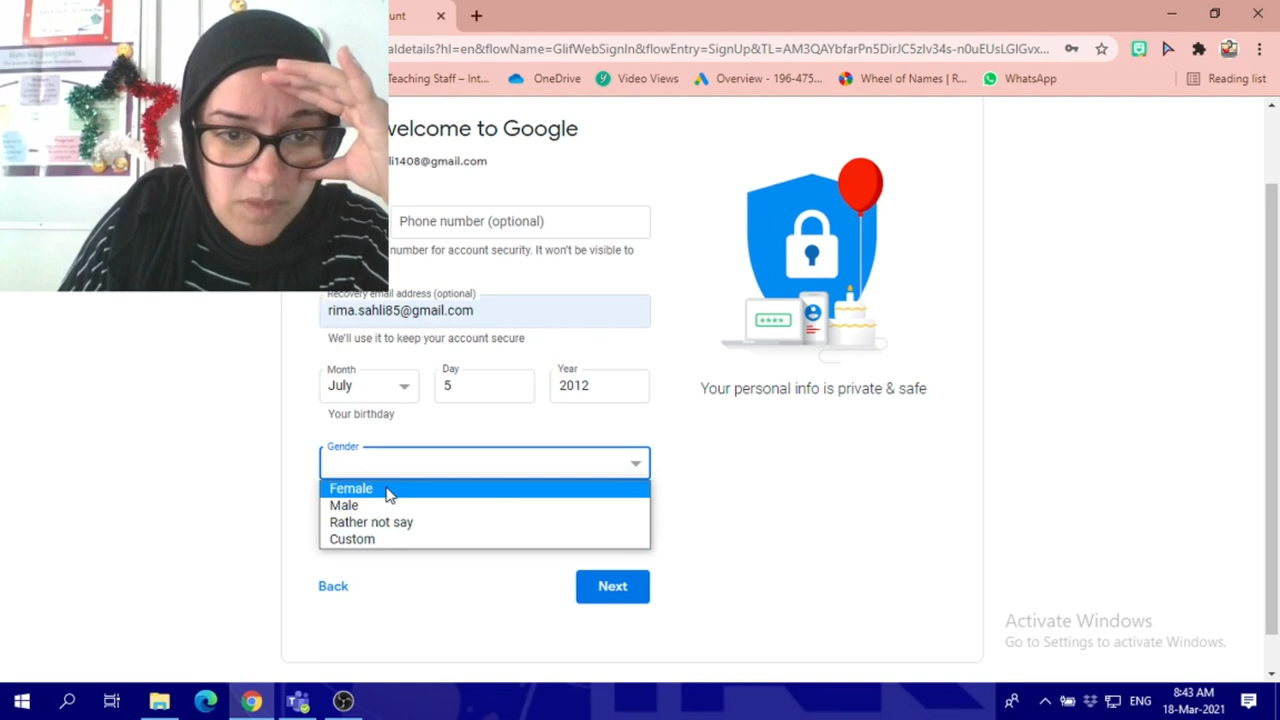 unt
aldetails?hl=en&flowName=GlifWebSignIn&flowEntry=SignUp&TL=AM3QAYbfarPn5DirJC5zJv34s-n0uEUsLGlGvx...
Teaching Staff – Int...
OneDrive
Video Views
Overview - 196-475...
Wheel of Names | R...
WhatsApp
Reading list
welcome to Google
li1408@gmail.com
Phone number (optional)
number for account security. It won't be visible to
Recovery email address (optional)
rima.sahli85@gmail.com
We'll use it to keep your account secure
Month
Day
Year
July
5
2012
Your birthday
Gender
Female
Male
Rather not say
Custom
Back
Next
Your personal info is private & safe
Activate Windows
Go to Settings to activate Windows.
ENG
8:43 AM
18-Mar-2021